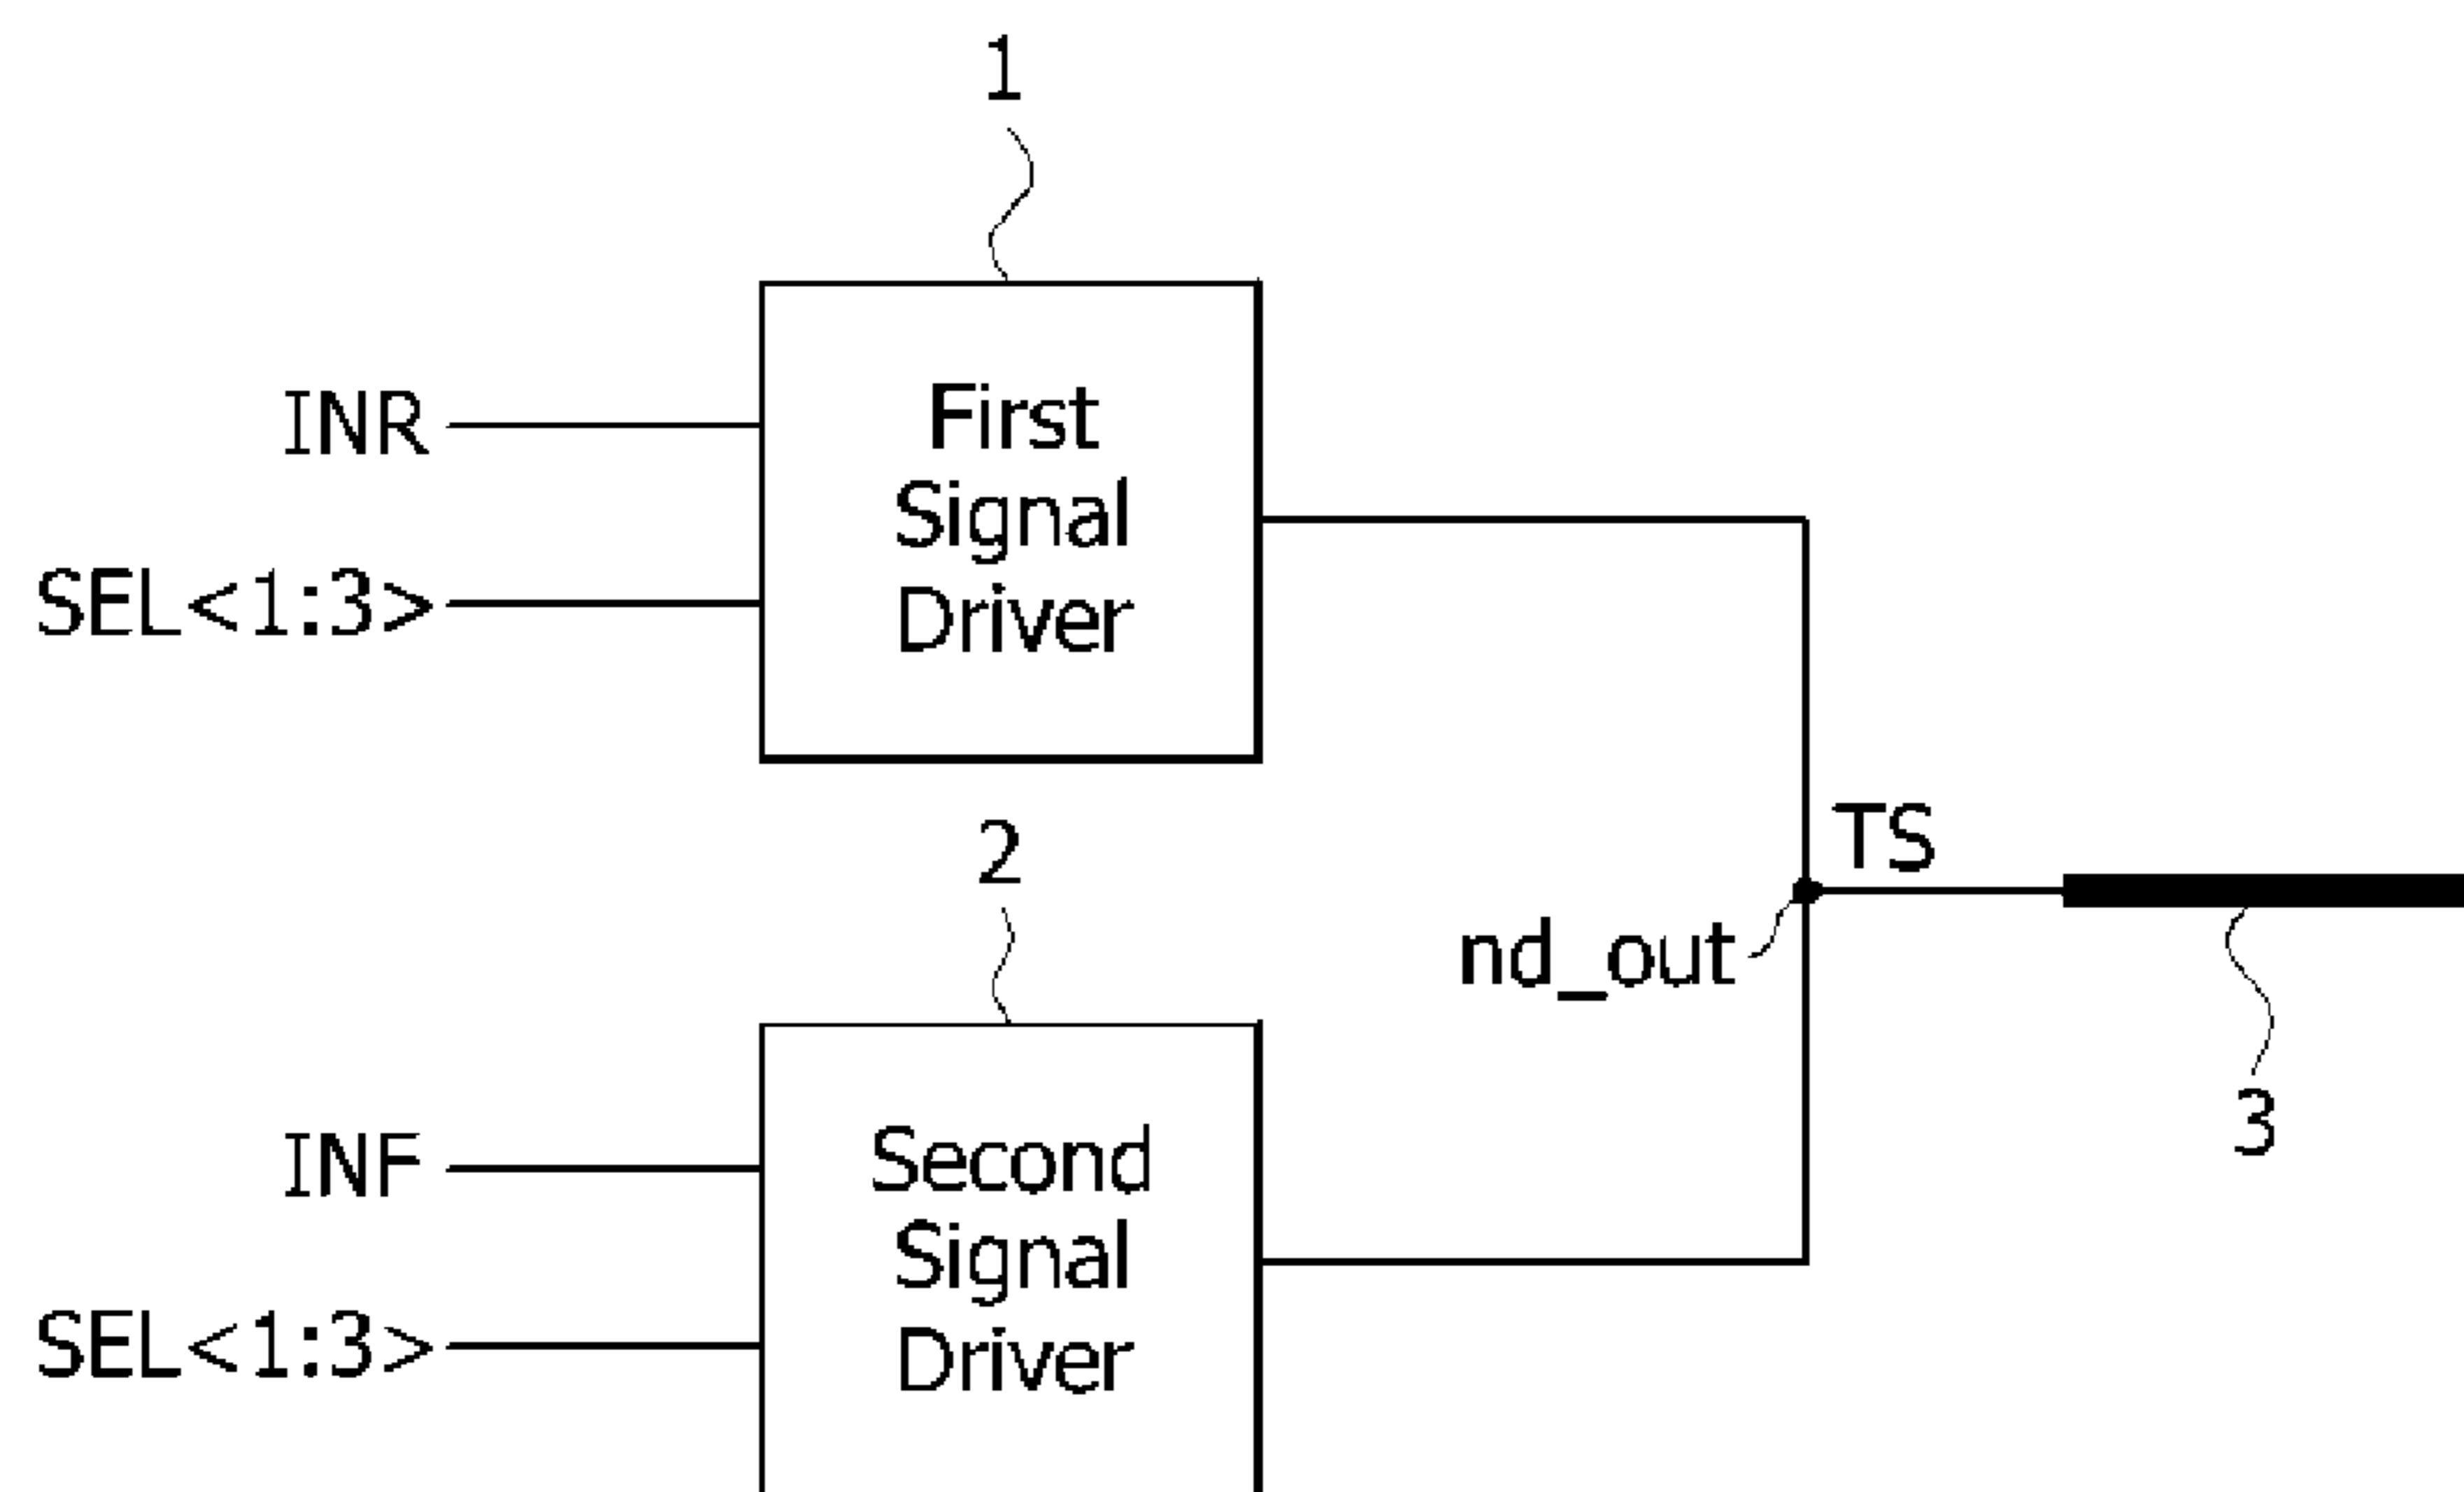 1
INR
SEL<1:3>
First
Signal
Driver
TS
nd_out
3
2
INF
SEL<1:3>
Second
Signal
Driver